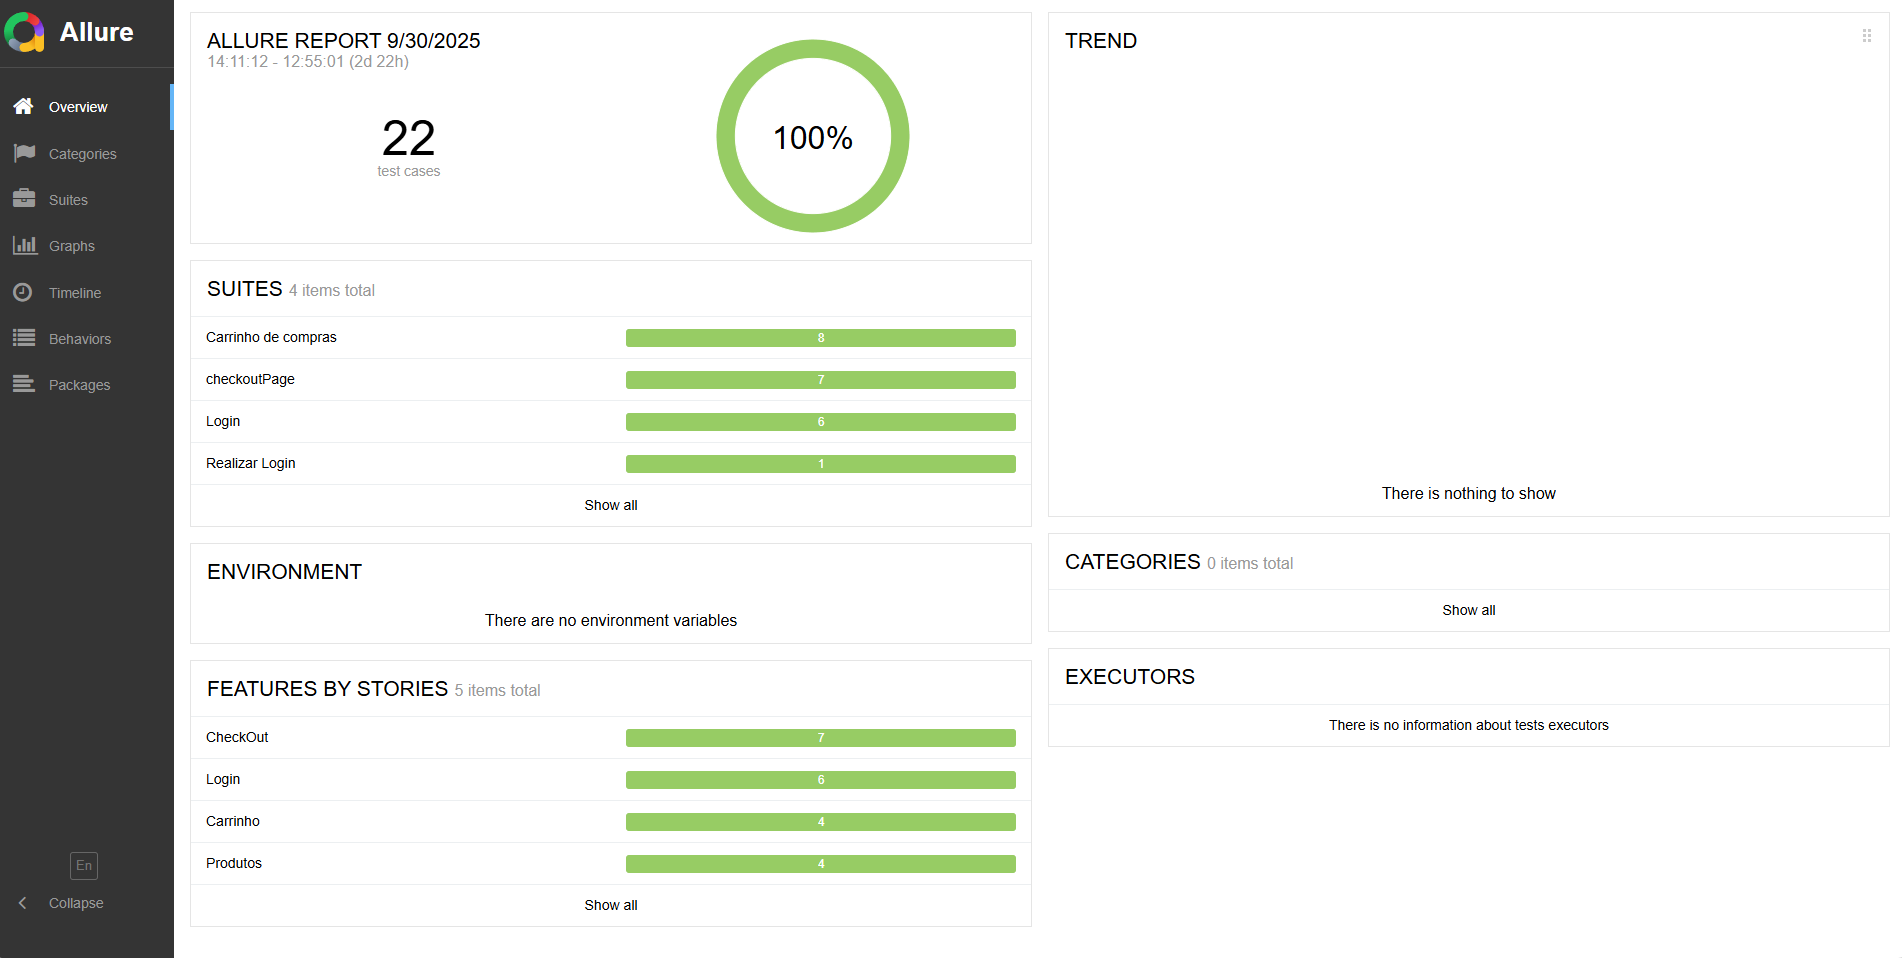 Allure
Overview
Categories
Suites
Graphs
Timeline
Behaviors
Packages
En
Collapse
ALLURE REPORT 9/30/2025
14:11:12 - 12:55:01 (2d 22h)
22
test cases
100%
SUITES 4 items total
Carrinho de compras 8
checkoutPage 7
Login 6
Realizar Login 1
Show all
ENVIRONMENT
There are no environment variables
FEATURES BY STORIES 5 items total
CheckOut 7
Login 6
Carrinho 4
Produtos 4
Show all
TREND
There is nothing to show
CATEGORIES 0 items total
Show all
EXECUTORS
There is no information about tests executors